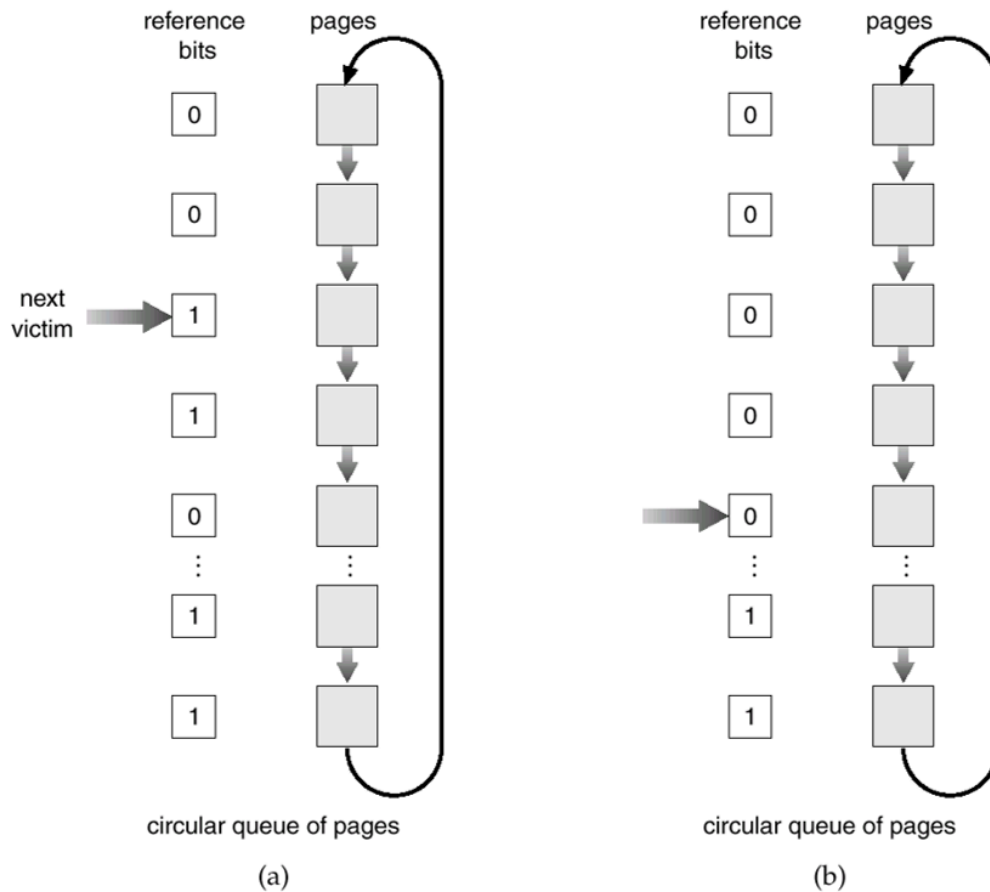 reference bits
pages
0
0
next victim
1
1
0
⋮ ⋮
1
1
circular queue of pages
(a)
reference bits
pages
0
0
0
0
0
⋮ ⋮
1
1
circular queue of pages
(b)